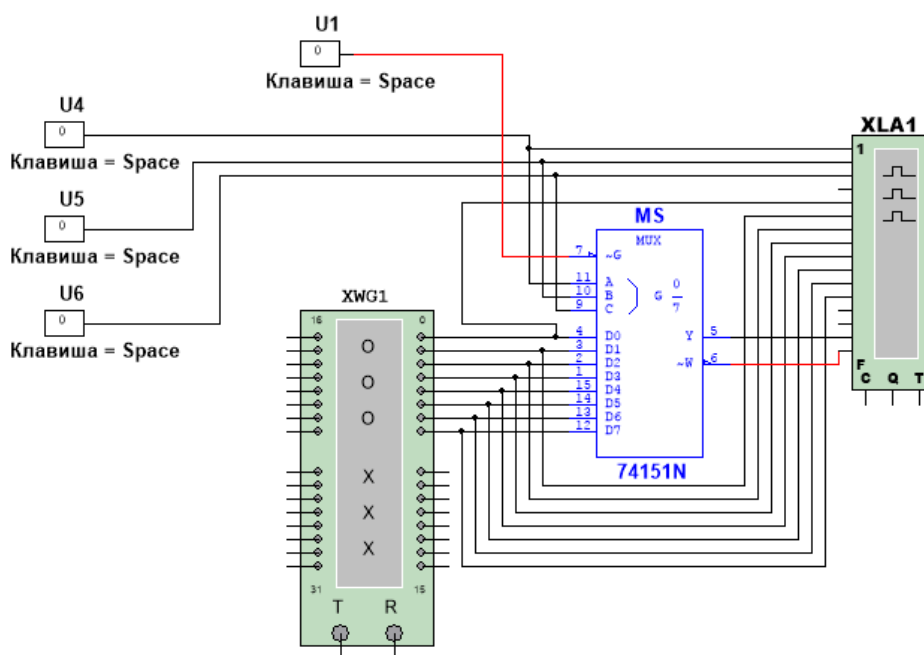 U1
0
Клавиша = Space
U4
0
Клавиша = Space
U5
0
Клавиша = Space
U6
0
Клавиша = Space
XLA1
1
F
C Q T
MS
MUX
7 ~G
11 A
10 B
9 C
G 0
7
4 D0
3 D1
2 D2
1 D3
15 D4
14 D5
13 D6
12 D7
Y 5
~W 6
74151N
XWG1
16 0
O
O
O
X
X
X
31 15
T R